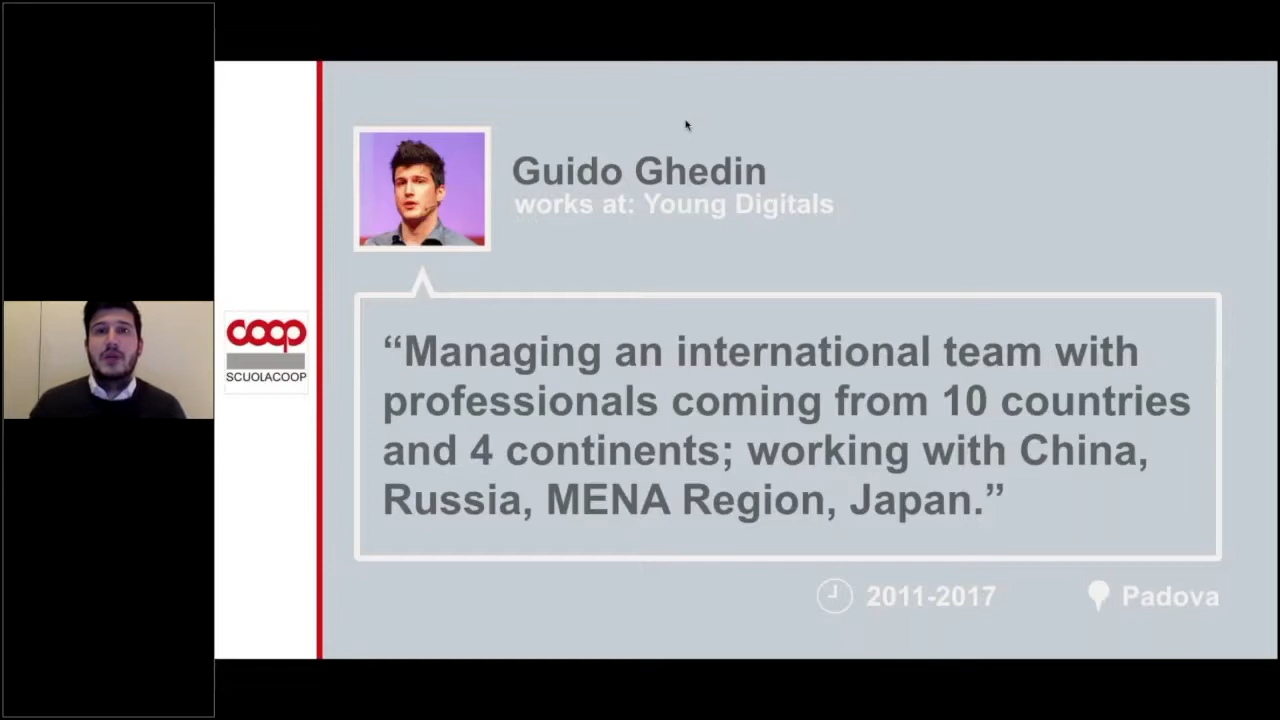 Guido Ghedin
works at: Young Digitals
coop
SCUOLACOOP
“Managing an international team with
professionals coming from 10 countries
and 4 continents; working with China,
Russia, MENA Region, Japan.”
2011-2017
Padova